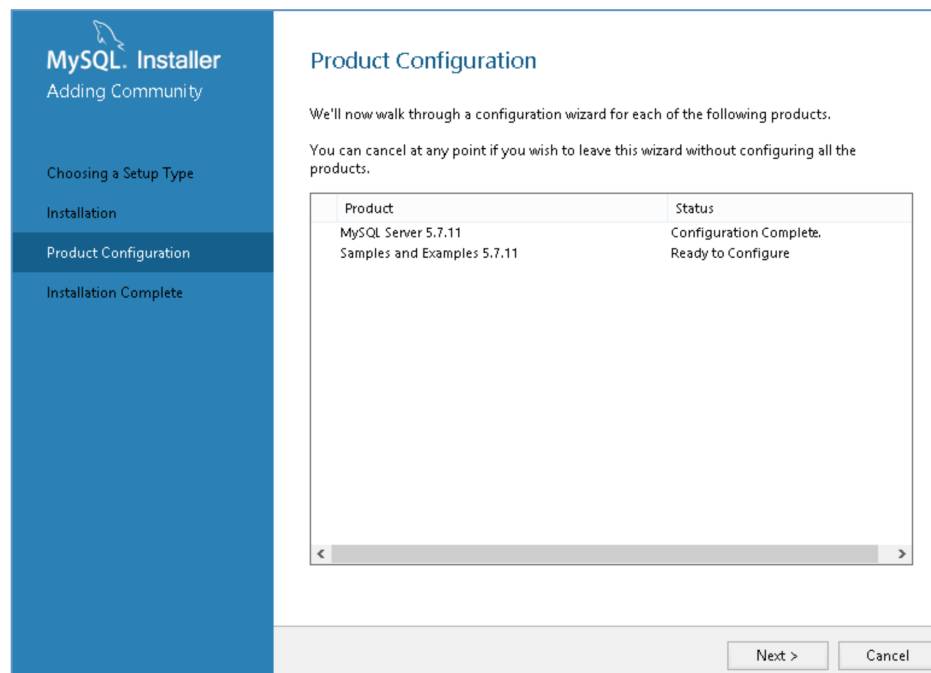 MySQL. Installer
Adding Community
Choosing a Setup Type
Installation
Product Configuration
Installation Complete
Product Configuration
We'll now walk through a configuration wizard for each of the following products.
You can cancel at any point if you wish to leave this wizard without configuring all the
products.
Product Status
MySQL Server 5.7.11 Configuration Complete.
Samples and Examples 5.7.11 Ready to Configure
Next > Cancel